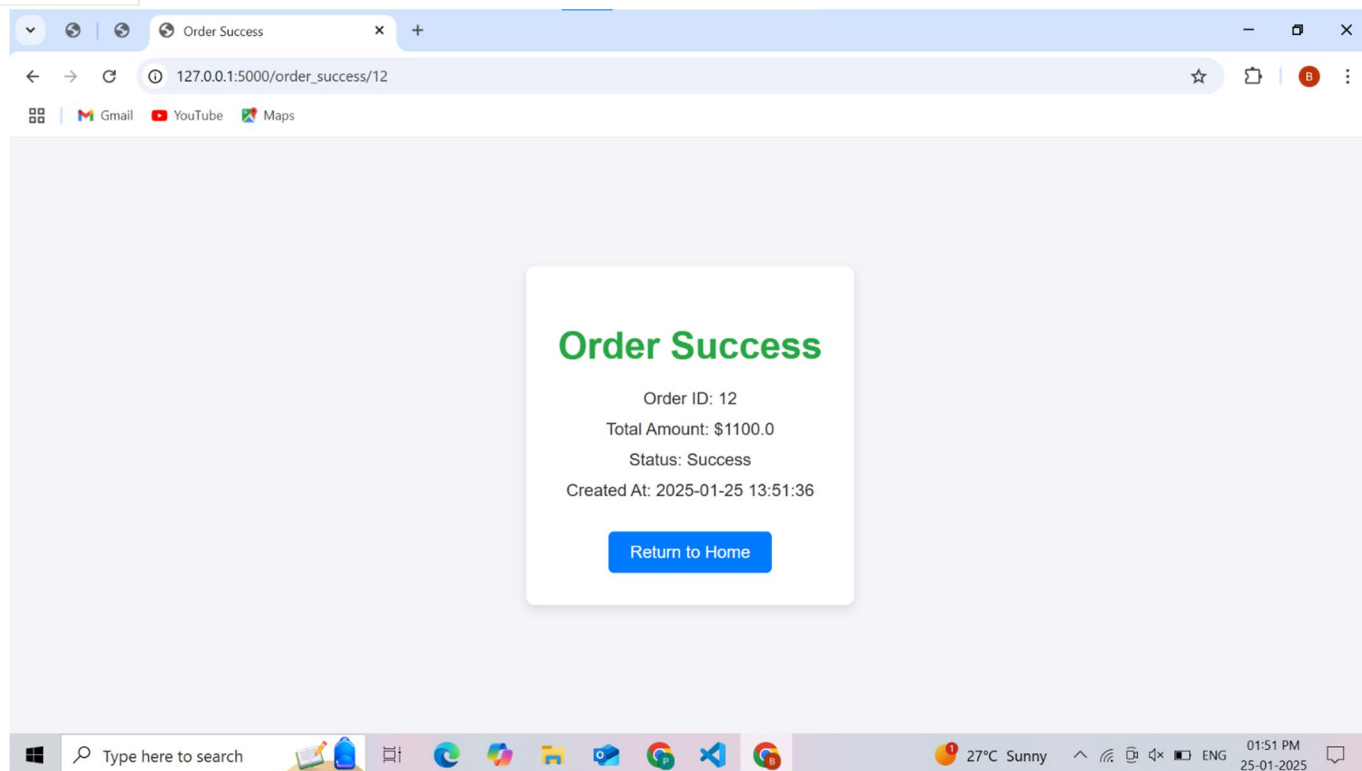 Order Success
127.0.0.1:5000/order_success/12
B
Gmail YouTube Maps
Order Success
Order ID: 12
Total Amount: $1100.0
Status: Success
Created At: 2025-01-25 13:51:36
Return to Home
Type here to search
P
B
1
27°C Sunny
ENG
01:51 PM
25-01-2025